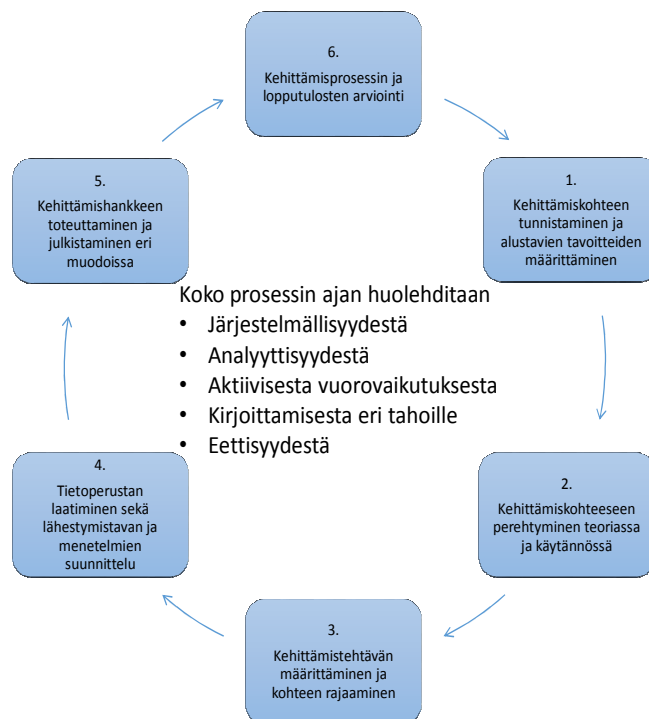 6.
Kehittämisprosessin ja
lopputulosten arviointi
1.
Kehittämiskohteen
tunnistaminen ja
alustavien tavoitteiden
määrittäminen
2.
Kehittämiskohteeseen
perehtyminen teoriassa
ja käytännössä
3.
Kehittämistehtävän
määrittäminen ja
kohteen rajaaminen
4.
Tietoperustan
laatiminen sekä
lähestymistavan ja
menetelmien
suunnittelu
5.
Kehittämishankkeen
toteuttaminen ja
julkistaminen eri
muodoissa
Koko prosessin ajan huolehditaan
• Järjestelmällisyydestä
• Analyyttisyydestä
• Aktiivisesta vuorovaikutuksesta
• Kirjoittamisesta eri tahoille
• Eettisyydestä